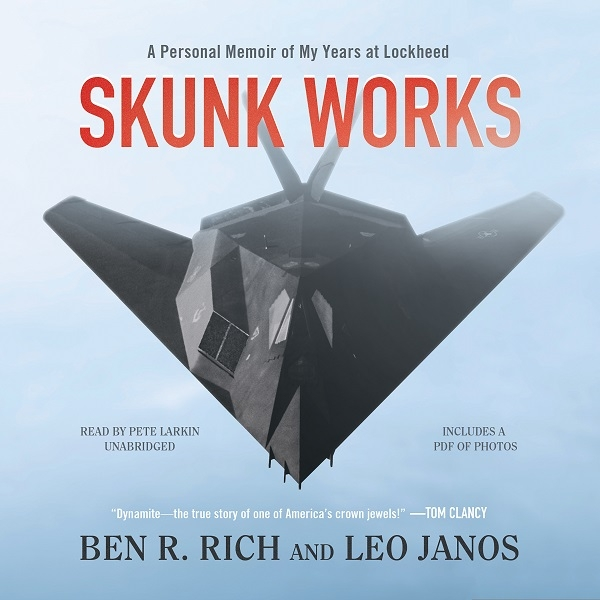 A Personal Memoir of My Years at Lockheed
SKUNK WORKS
READ BY PETE LARKIN
UNABRIDGED
INCLUDES A
PDF OF PHOTOS
“Dynamite—the true story of one of America’s crown jewels!” —TOM CLANCY
BEN R. RICH AND LEO JANOS